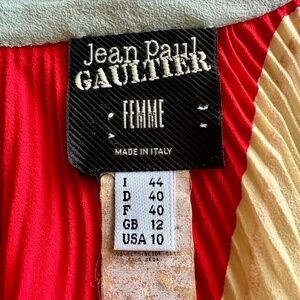 Jean Paul
GAULTIER
FEMME
MADE IN ITALY
I 44
D 40
F 40
GB 12
USA 10